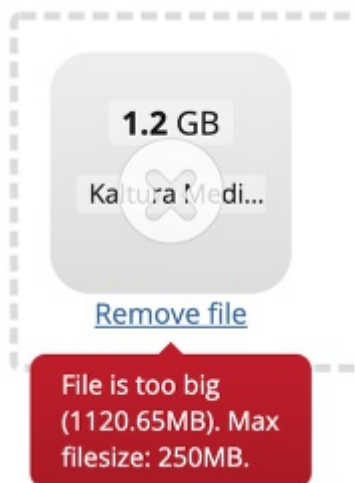 1.2 GB
Kaltura Medi...
Remove file
File is too big
(1120.65MB). Max
filesize: 250MB.